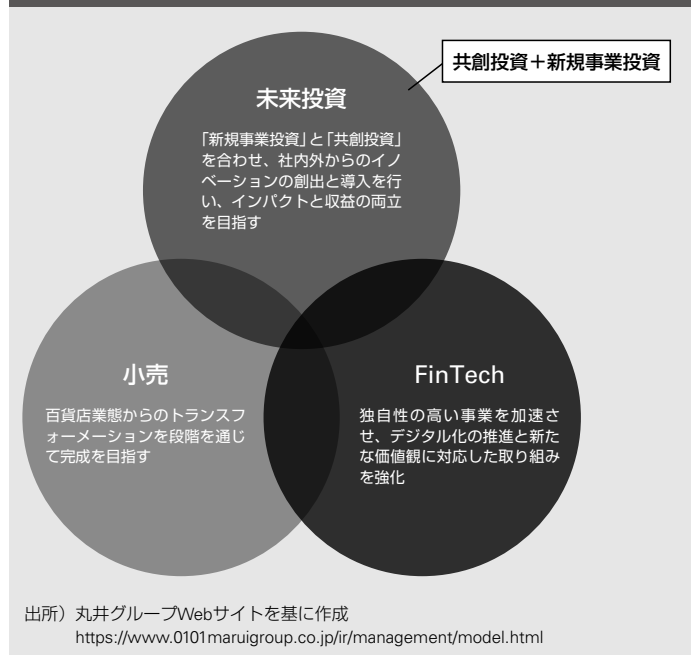 共創投資＋新規事業投資
未来投資
「新規事業投資」と「共創投資」
を合わせ、社内外からのイノ
ベーションの創出と導入を行
い、インパクトと収益の両立
を目指す
小売
百貨店業態からのトランスフ
ォーメーションを段階を通じ
て完成を目指す
FinTech
独自性の高い事業を加速さ
せ、デジタル化の推進と新た
な価値観に対応した取り組み
を強化
出所）丸井グループWebサイトを基に作成
https://www.0101maruigroup.co.jp/ir/management/model.html